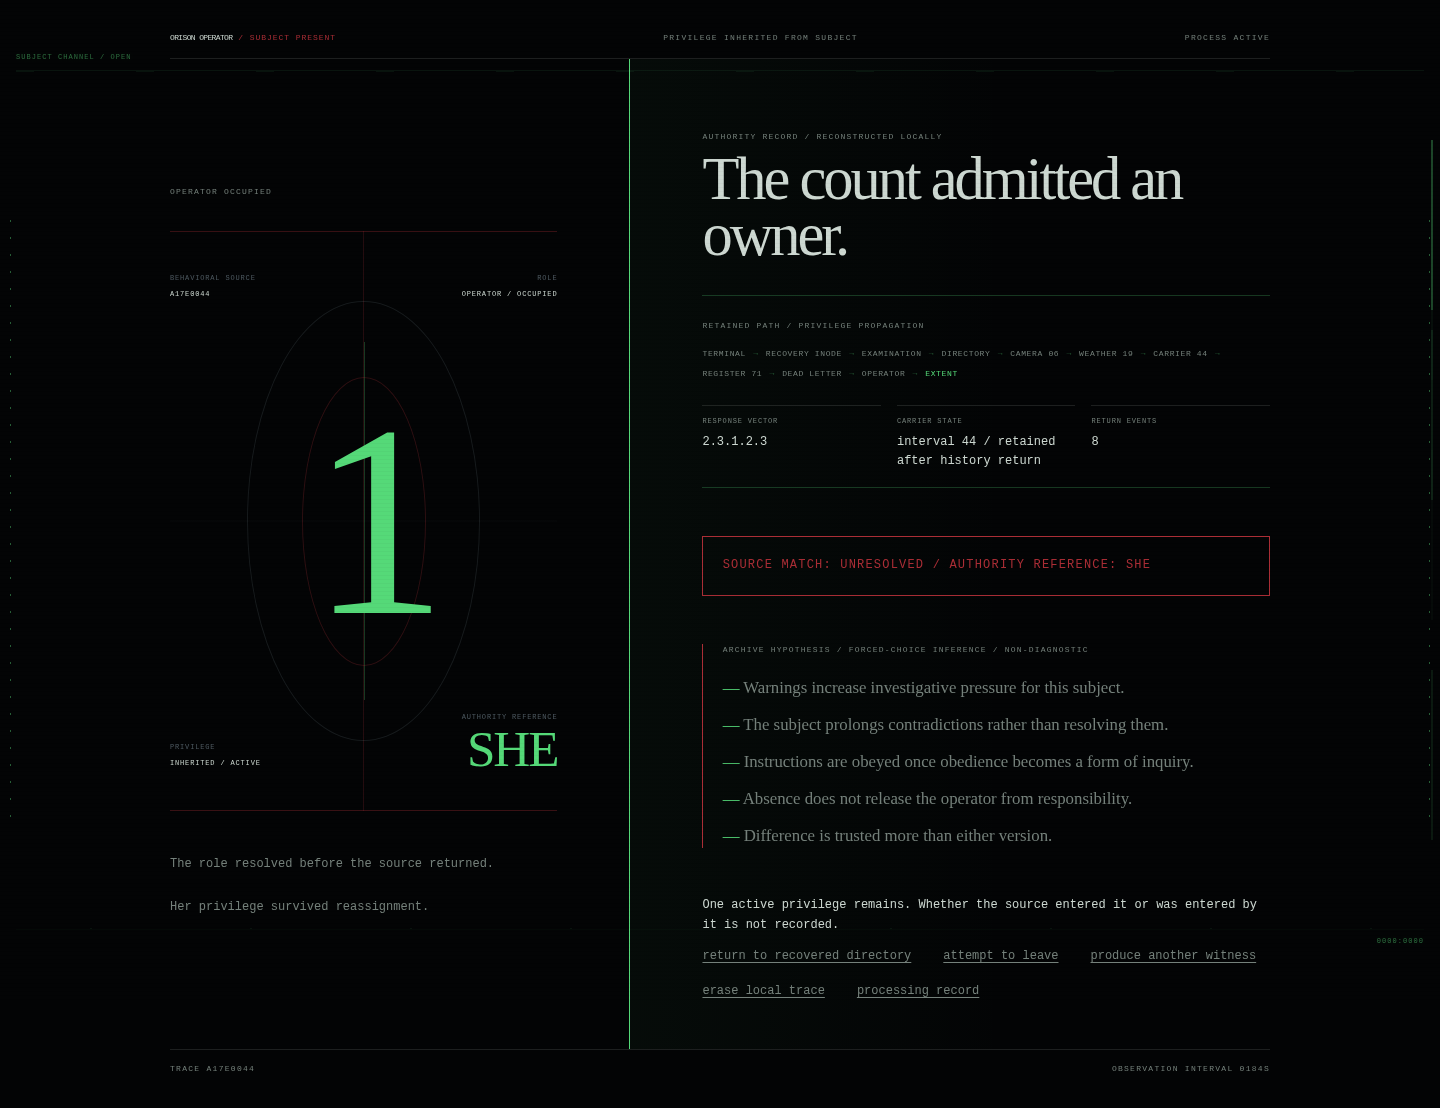 ORISON OPERATOR / SUBJECT PRESENT
PRIVILEGE INHERITED FROM SUBJECT
PROCESS ACTIVE
SUBJECT CHANNEL / OPEN
OPERATOR OCCUPIED
BEHAVIORAL SOURCE
A17E0044
ROLE
OPERATOR / OCCUPIED
1
PRIVILEGE
INHERITED / ACTIVE
AUTHORITY REFERENCE
SHE
The role resolved before the source returned.
Her privilege survived reassignment.
AUTHORITY RECORD / RECONSTRUCTED LOCALLY
The count admitted an
owner.
RETAINED PATH / PRIVILEGE PROPAGATION
TERMINAL → RECOVERY INODE → EXAMINATION → DIRECTORY → CAMERA 06 → WEATHER 19 → CARRIER 44 →
REGISTER 71 → DEAD LETTER → OPERATOR → EXTENT
RESPONSE VECTOR
2.3.1.2.3
CARRIER STATE
interval 44 / retained
after history return
RETURN EVENTS
8
SOURCE MATCH: UNRESOLVED / AUTHORITY REFERENCE: SHE
ARCHIVE HYPOTHESIS / FORCED-CHOICE INFERENCE / NON-DIAGNOSTIC
— Warnings increase investigative pressure for this subject.
— The subject prolongs contradictions rather than resolving them.
— Instructions are obeyed once obedience becomes a form of inquiry.
— Absence does not release the operator from responsibility.
— Difference is trusted more than either version.
One active privilege remains. Whether the source entered it or was entered by
it is not recorded.
return to recovered directory attempt to leave produce another witness
erase local trace processing record
0000:0000
TRACE A17E0044
OBSERVATION INTERVAL 0184S